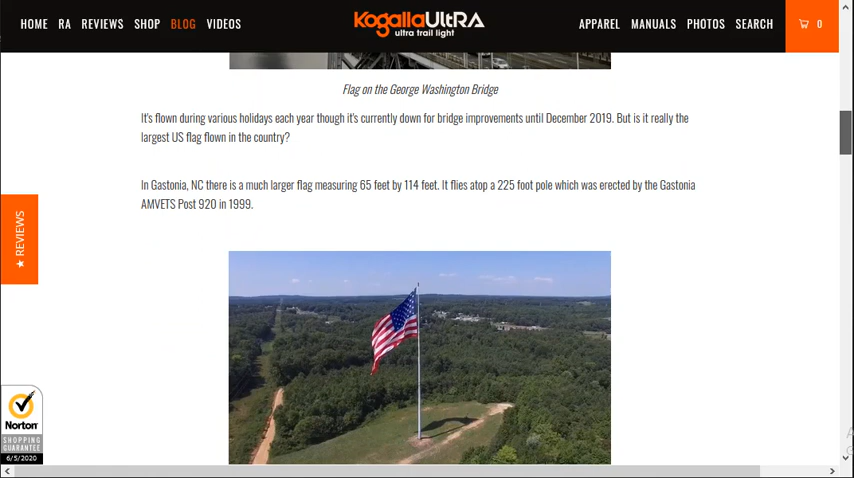 HOME RA REVIEWS SHOP BLOG VIDEOS
KogallaUltRA
ultra trail light
APPAREL MANUALS PHOTOS SEARCH 0
Flag on the George Washington Bridge
It's flown during various holidays each year though it's currently down for bridge improvements until December 2019. But is it really the
largest US flag flown in the country?
In Gastonia, NC there is a much larger flag measuring 65 feet by 114 feet. It flies atop a 225 foot pole which was erected by the Gastonia
AMVETS Post 920 in 1999.
★ REVIEWS
Norton
SHOPPING
GUARANTEE
6/5/2020